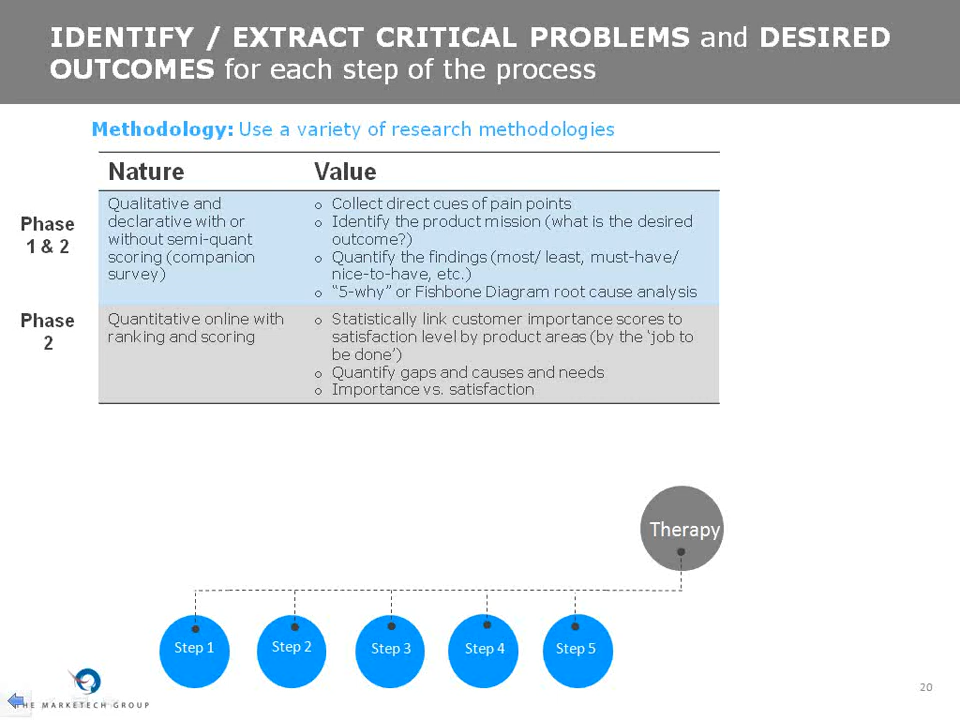 IDENTIFY / EXTRACT CRITICAL PROBLEMS and DESIRED
OUTCOMES for each step of the process
Methodology: Use a variety of research methodologies
Nature
Value
Phase
1 & 2
Qualitative and
declarative with or
without semi-quant
scoring (companion
survey)
o Collect direct cues of pain points
o Identify the product mission (what is the desired
outcome?)
o Quantify the findings (most/ least, must-have/
nice-to-have, etc.)
o “5-why” or Fishbone Diagram root cause analysis
Phase
2
Quantitative online with
ranking and scoring
o Statistically link customer importance scores to
satisfaction level by product areas (by the ‘job to
be done’)
o Quantify gaps and causes and needs
o Importance vs. satisfaction
Therapy
Step 1
Step 2
Step 3
Step 4
Step 5
THE MARKETECH GROUP
20